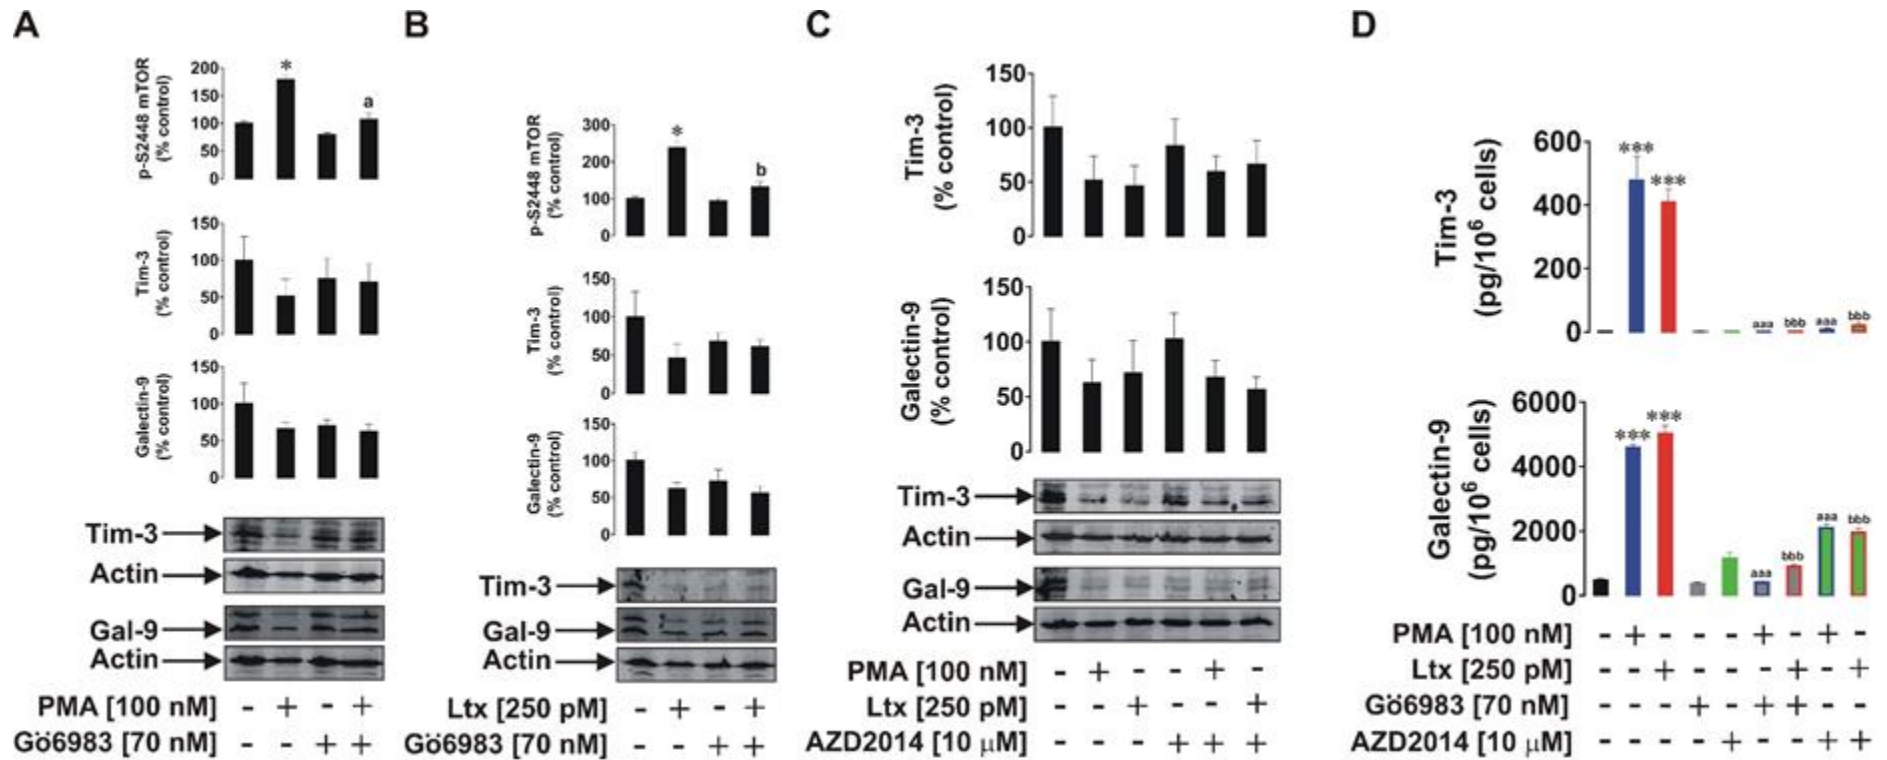 A
p-S2448 mTOR
(% control)
200
150
100
50
0
*
a
Tim-3
(% control)
150
100
50
0
Galectin-9
(% control)
150
100
50
0
Tim-3
Actin
Gal-9
Actin
PMA [100 nM] - + - +
Gö6983 [70 nM] - - + +
B
p-S2448 mTOR
(% control)
300
200
100
0
*
b
Tim-3
(% control)
150
100
50
0
Galectin-9
(% control)
150
100
50
0
Tim-3
Gal-9
Actin
Ltx [250 pM] - + - +
Gö6983 [70 nM] - - + +
C
Tim-3
(% control)
150
100
50
0
Galectin-9
(% control)
150
100
50
0
Tim-3
Actin
Gal-9
Actin
PMA [100 nM] - + - - + -
Ltx [250 pM] - - + - - +
AZD2014 [10 μM] - - - + + +
D
Tim-3
(pg/10⁶ cells)
600
400
200
0
***
***
aaa
bbb
aaa
bbb
Galectin-9
(pg/10⁶ cells)
6000
4000
2000
0
***
***
aaa
bbb
aaa
bbb
PMA [100 nM] - + - - - + - + -
Ltx [250 pM] - - + - - - + - +
Gö6983 [70 nM] - - - + - + + - -
AZD2014 [10 μM] - - - - + - - + +